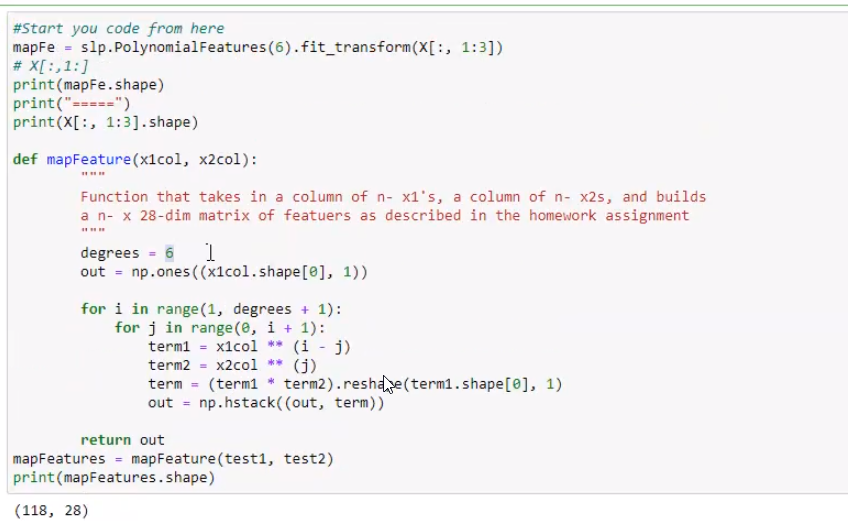 #Start you code from here
mapFe = slp.PolynomialFeatures(6).fit_transform(X[:, 1:3])
# X[:,1:]
print(mapFe.shape)
print("=====")
print(X[:, 1:3].shape)
def mapFeature(x1col, x2col):
"""
Function that takes in a column of n- x1's, a column of n- x2s, and builds
a n- x 28-dim matrix of featuers as described in the homework assignment
"""
degrees = 6
out = np.ones((x1col.shape[0], 1))
for i in range(1, degrees + 1):
for j in range(0, i + 1):
term1 = x1col ** (i - j)
term2 = x2col ** (j)
term = (term1 * term2).reshape(term1.shape[0], 1)
out = np.hstack((out, term))
return out
mapFeatures = mapFeature(test1, test2)
print(mapFeatures.shape)
(118, 28)